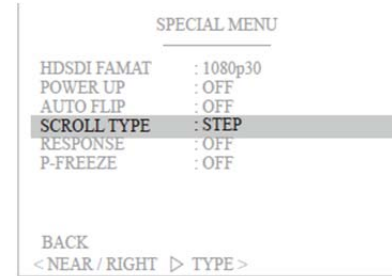 SPECIAL MENU
HDSDI FAMAT : 1080p30
POWER UP : OFF
AUTO FLIP : OFF
SCROLL TYPE : STEP
RESPONSE : OFF
P-FREEZE : OFF
BACK
< NEAR / RIGHT ▷ TYPE >